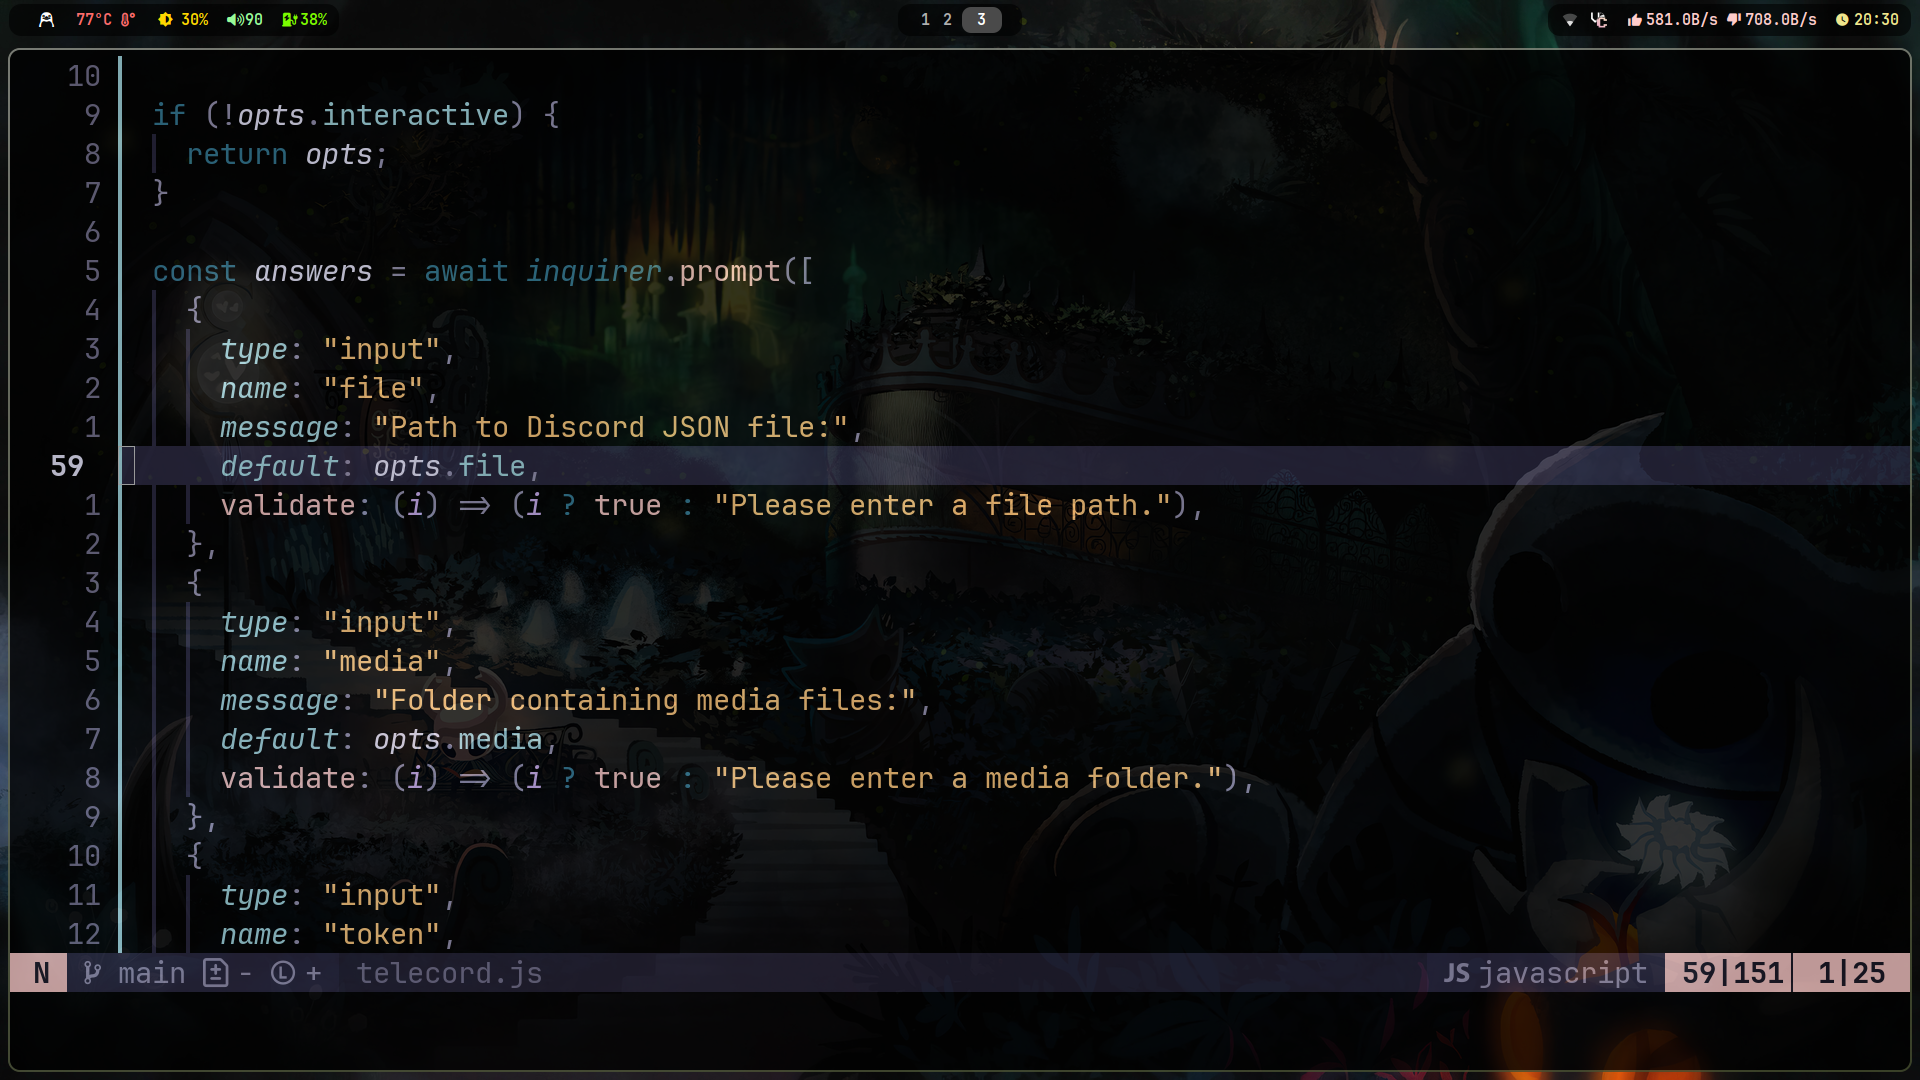 77°C 30% 90 38% 1 2 3 581.0B/s 708.0B/s 20:30
10
9 if (!opts.interactive) {
8 return opts;
7 }
6
5 const answers = await inquirer.prompt([
4 {
3 type: "input",
2 name: "file",
1 message: "Path to Discord JSON file:",
59 default: opts.file,
1 validate: (i) => (i ? true : "Please enter a file path."),
2 },
3 {
4 type: "input",
5 name: "media",
6 message: "Folder containing media files:",
7 default: opts.media,
8 validate: (i) => (i ? true : "Please enter a media folder."),
9 },
10 {
11 type: "input",
12 name: "token",
N main - L + telecord.js JS javascript 59|151 1|25